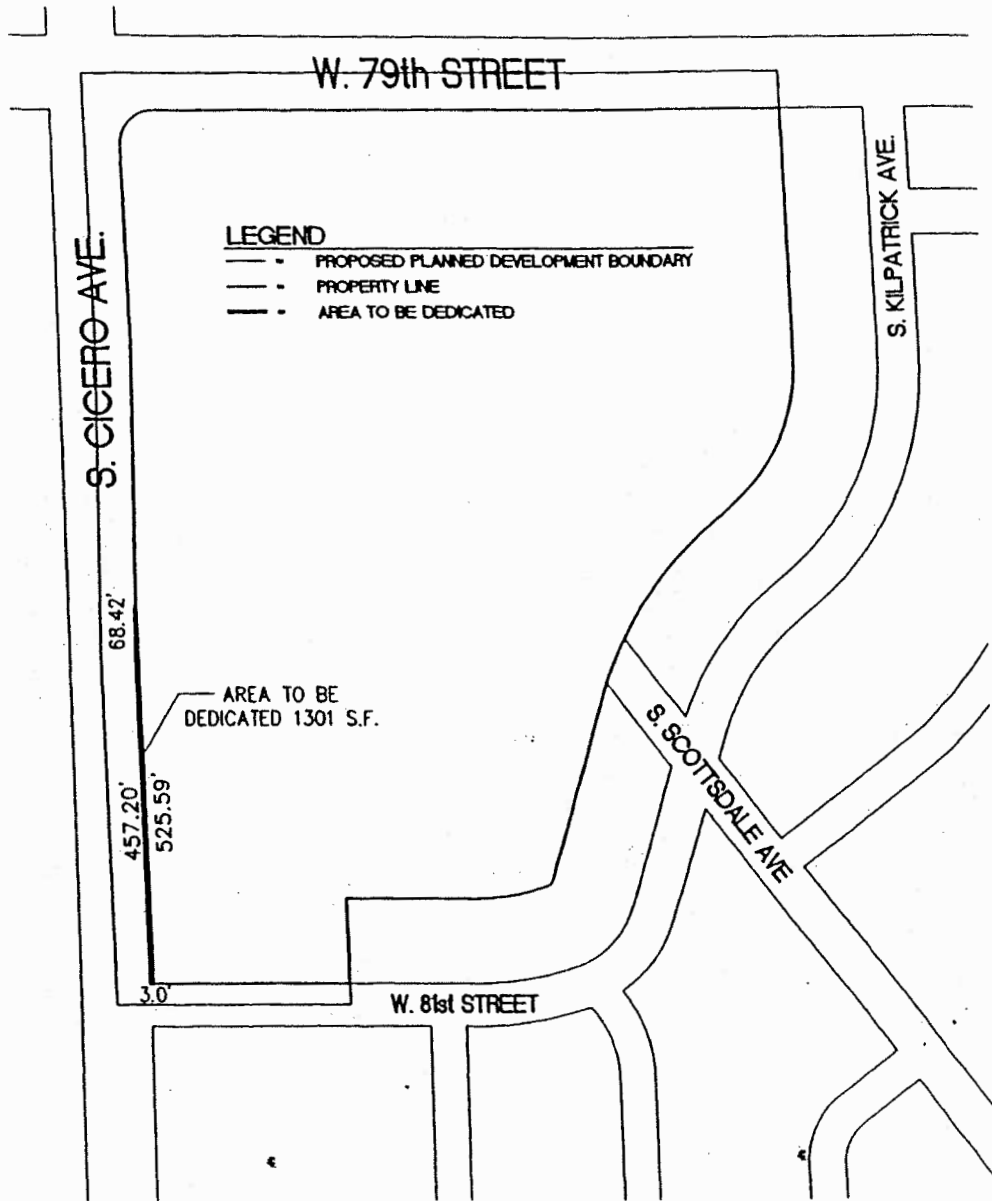 W. 79th STREET
S. KILPATRICK AVE.
LEGEND
- PROPOSED PLANNED DEVELOPMENT BOUNDARY
- PROPERTY LINE
- AREA TO BE DEDICATED
S. CICERO AVE.
68.42'
AREA TO BE
DEDICATED 1301 S.F.
S. SCOTTSDALE AVE
457.20'
525.59'
3.0'
W. 81st STREET